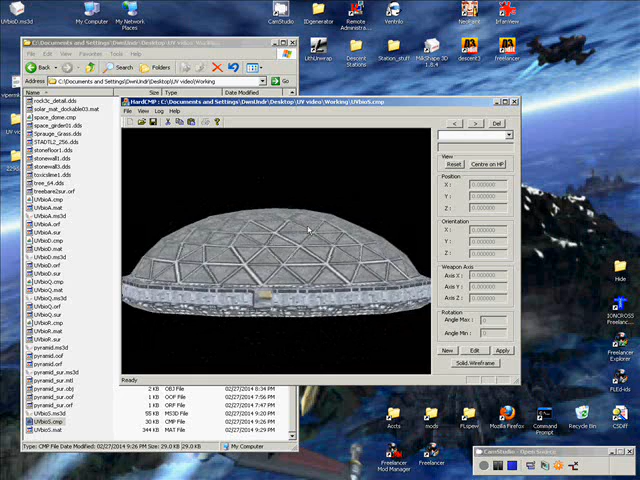 UVbioD.ms3d
My Computer
My Network Places
CamStudio
IDgenerator
Remote Administra...
Ventrilo
NeoPaint
IrfanView
LithUnwrap
Descent Stations
Station_stuff
MilkShape 3D 1.8.4
descent3
freelancer
C:\Documents and Settings\DwnUndr\Desktop\UV video\Working
File Edit View Favorites Tools Help
Back Search Folders
Address C:\Documents and Settings\DwnUndr\Desktop\UV video\Working Go
Name Size Type Date Modified
rock3c_detail.dds
solar_mat_dockable03.mat
space_dome.cmp
space_girder01.dds
Sprauge_Grass.dds
STADTL2_256.dds
stonefloor1.dds
stonewall1.dds
stonewall3.dds
toxicslime1.dds
tree_64.dds
treebare2sur.orf
UVbioA.cmp
UVbioA.mat
UVbioA.ms3d
UVbioA.orf
UVbioA.sur
UVbioD.cmp
UVbioD.mat
UVbioD.ms3d
UVbioD.orf
UVbioD.sur
UVbioQ.cmp
UVbioQ.mat
UVbioQ.ms3d
UVbioQ.orf
UVbioQ.sur
UVbioR.cmp
UVbioR.mat
UVbioR.sur
pyramid.ms3d
pyramid.oof
pyramid.orf
pyramid_sur.ms3d
pyramid_sur.mtl
pyramid_sur.obj 2 KB OBJ File 02/27/2014 8:34 PM
pyramid_sur.oof 2 KB OOF File 02/27/2014 7:56 PM
pyramid_sur.orf 2 KB ORF File 02/27/2014 7:47 PM
UVbioS.ms3d 55 KB MS3D File 02/27/2014 9:20 PM
UVbioS.cmp 30 KB CMP File 02/27/2014 9:26 PM
UVbioS.mat 344 KB MAT File 02/27/2014 9:29 PM
Type: CMP File Date Modified: 02/27/2014 9:26 PM Size: 29.0 KB 29.0 KB My Computer
HardCMP : C:\Documents and Settings\DwnUndr\Desktop\UV video\Working\UVbioS.cmp
File View Log Help
< > Del
View
Reset Centre on HP
Position
X : 0.000000
Y : 0.000000
Z : 0.000000
Orientation
X : 0.000000
Y : 0.000000
Z : 0.000000
Weapon Axis
Axis X : 0.000000
Axis Y : 0.000000
Axis Z : 0.000000
Rotation
Angle Max : 0
Angle Min : 0
New Edit Apply
Solid.Wireframe
Ready
Hide
IONCROSS Freelanc...
Freelancer Explorer
FLEd-ids
Accts
mods
FLspew
Mozilla Firefox
Command Prompt
Recycle Bin
CSDiff
Freelancer Mod Manager
Freelancer
CamStudio - Open Source